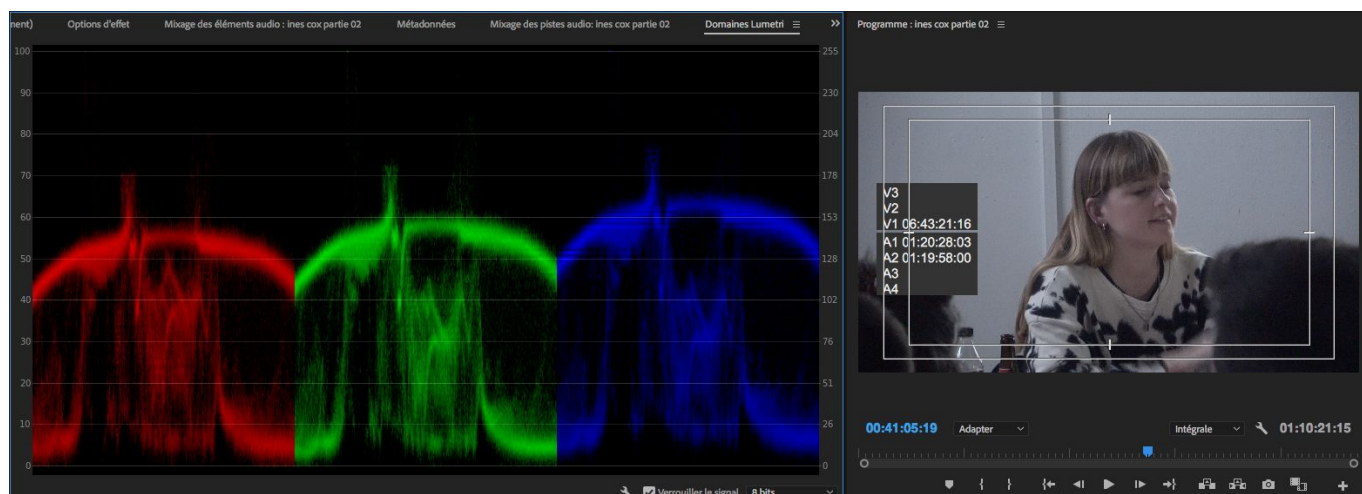 nent)
Options d'effet
Mixage des éléments audio : ines cox partie 02
Métadonnées
Mixage des pistes audio: ines cox partie 02
Domaines Lumetri
Programme : ines cox partie 02
100
90
80
70
60
50
40
30
20
10
0
255
230
204
178
153
128
102
76
51
26
0
Verrouiller le signal 8 bits
V3
V2
V1 06:43:21:16
A1 01:20:28:03
A2 01:19:58:00
A3
A4
00:41:05:19 Adapter Intégrale 01:10:21:15